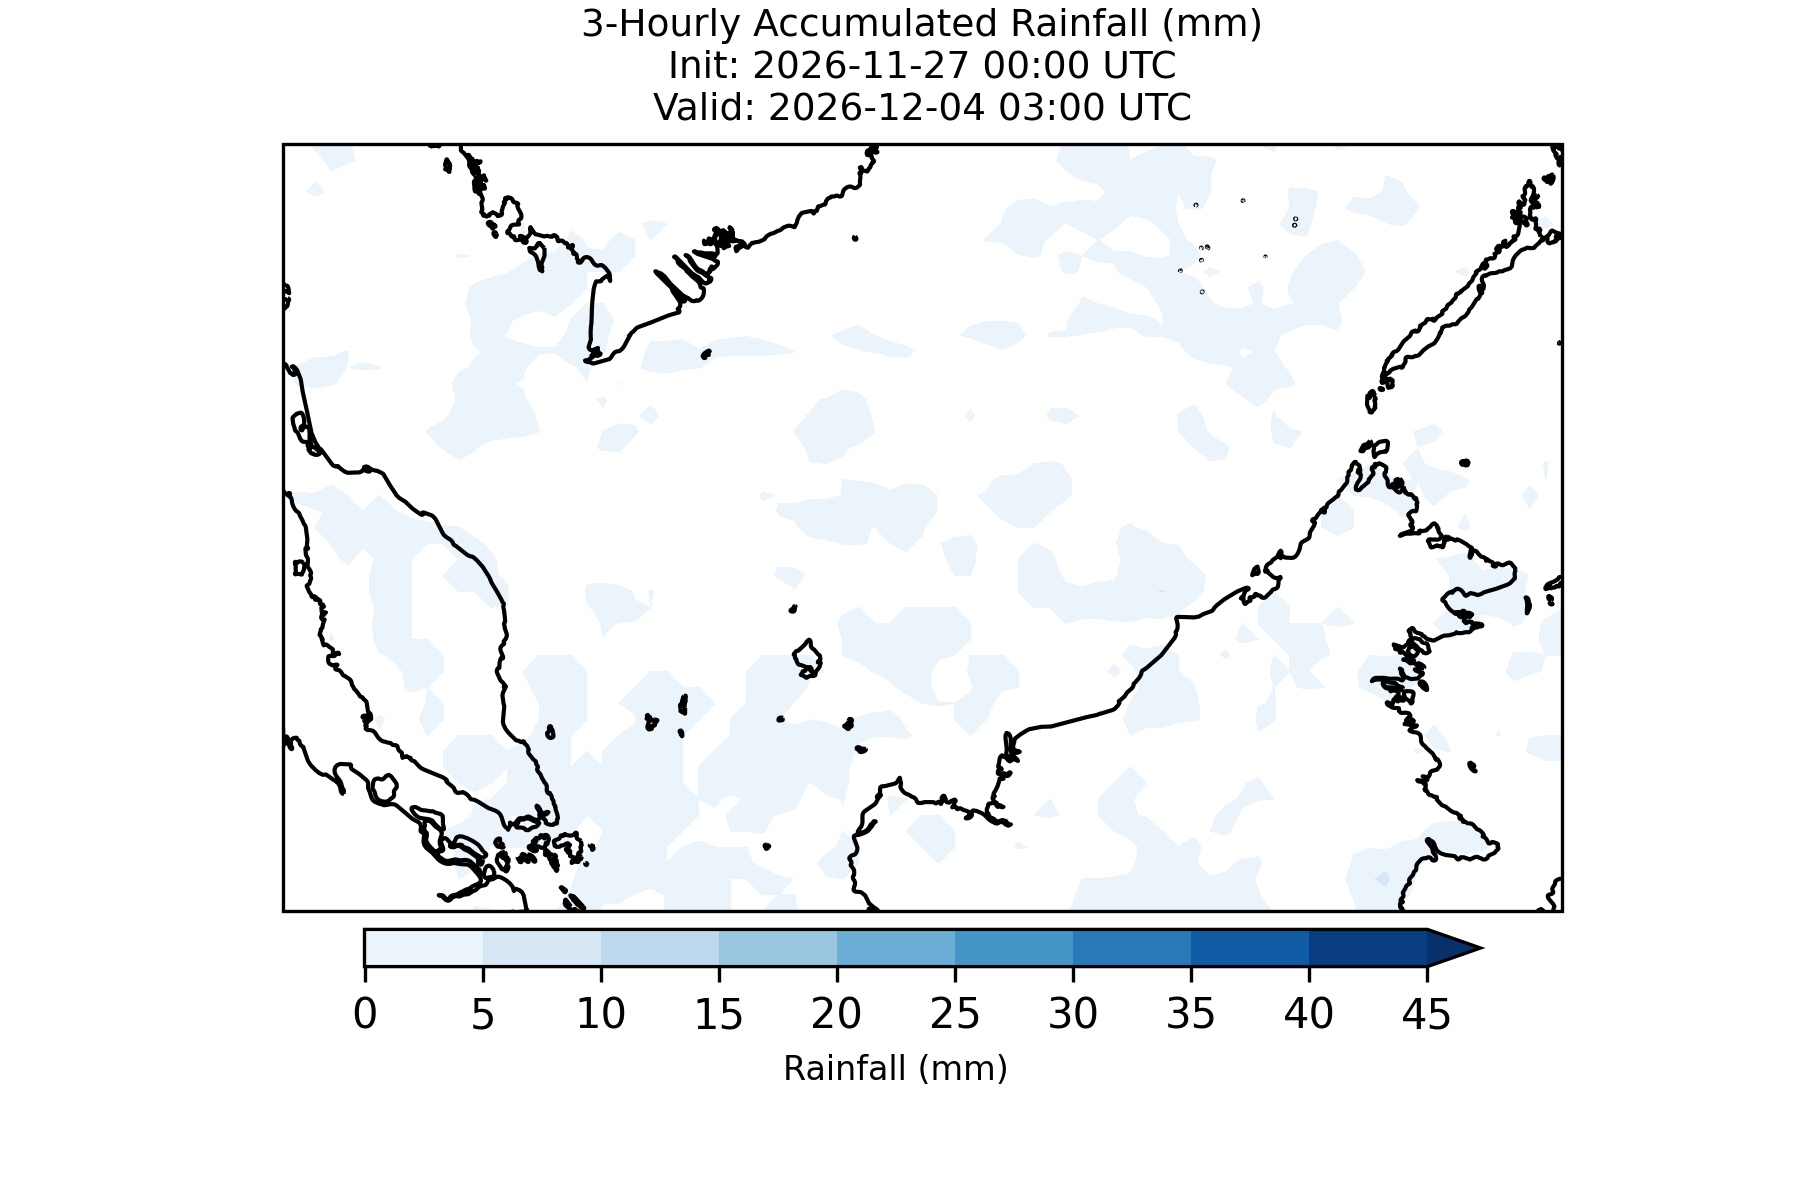 3-Hourly Accumulated Rainfall (mm)
Init: 2026-11-27 00:00 UTC
Valid: 2026-12-04 03:00 UTC
0 5 10 15 20 25 30 35 40 45
Rainfall (mm)